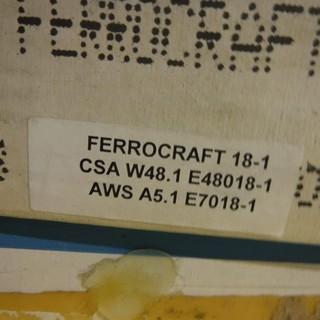 FERROCRAFT
FERROCRAFT 18-1
CSA W48.1 E48018-1
AWS A5.1 E7018-1